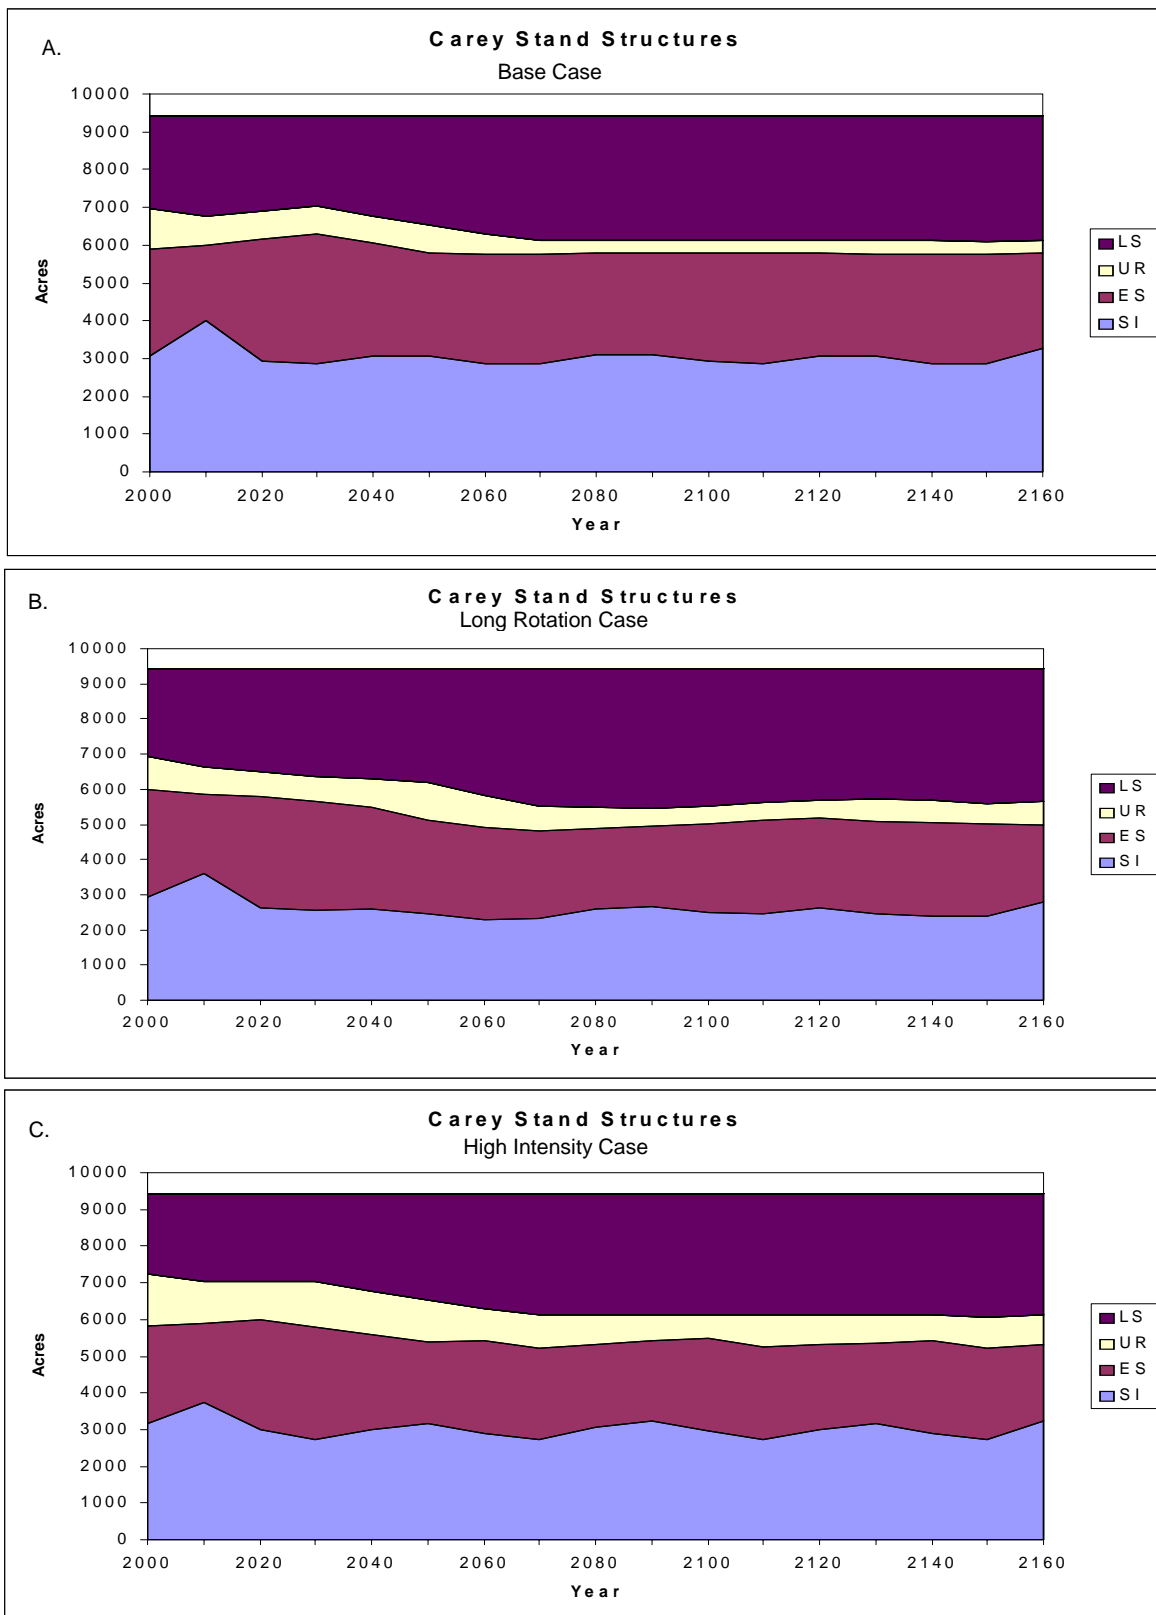 A.
Carey Stand Structures
Base Case
10000
9000
8000
7000
6000
5000
4000
3000
2000
1000
0
Acres
2000 2020 2040 2060 2080 2100 2120 2140 2160
Year
LS
UR
ES
SI
B.
Carey Stand Structures
Long Rotation Case
10000
9000
8000
7000
6000
5000
4000
3000
2000
1000
0
Acres
2000 2020 2040 2060 2080 2100 2120 2140 2160
Year
LS
UR
ES
SI
C.
Carey Stand Structures
High Intensity Case
10000
9000
8000
7000
6000
5000
4000
3000
2000
1000
0
Acres
2000 2020 2040 2060 2080 2100 2120 2140 2160
Year
LS
UR
ES
SI